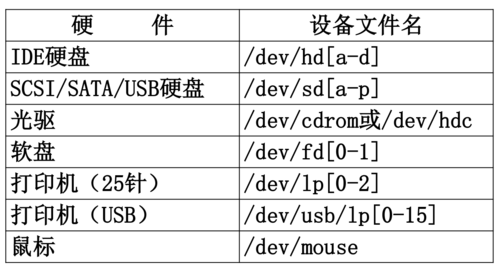 硬 件 设备文件名
IDE硬盘 /dev/hd[a-d]
SCSI/SATA/USB硬盘 /dev/sd[a-p]
光驱 /dev/cdrom或/dev/hdc
软盘 /dev/fd[0-1]
打印机（25针） /dev/lp[0-2]
打印机（USB） /dev/usb/lp[0-15]
鼠标 /dev/mouse